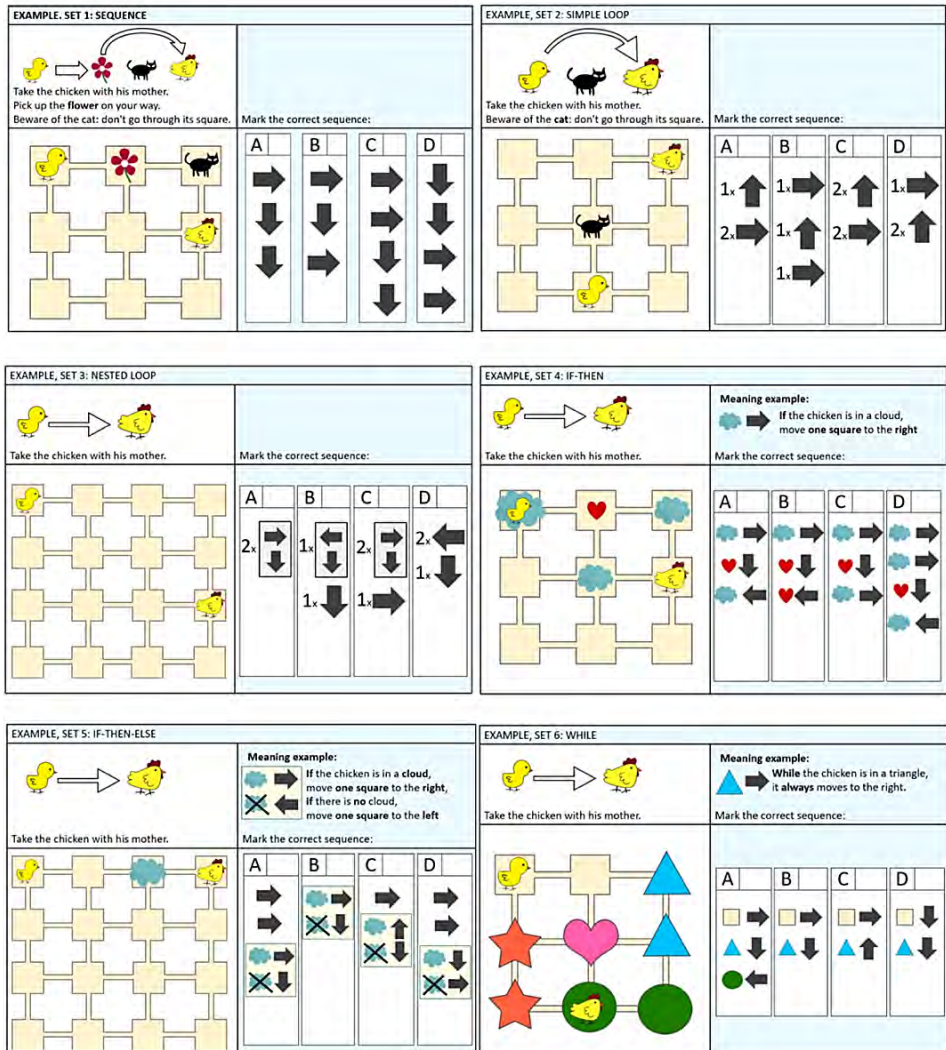 EXAMPLE. SET 1: SEQUENCE
Take the chicken with his mother.
Pick up the flower on your way.
Beware of the cat: don't go through its square.
Mark the correct sequence:
A B C D
EXAMPLE, SET 2: SIMPLE LOOP
Take the chicken with his mother.
Beware of the cat: don't go through its square.
Mark the correct sequence:
A B C D
1x 1x 2x 1x
2x 1x 2x 2x
1x
EXAMPLE, SET 3: NESTED LOOP
Take the chicken with his mother.
Mark the correct sequence:
A B C D
2x 1x 2x 2x
1x 1x 1x
EXAMPLE, SET 4: IF-THEN
Take the chicken with his mother.
Meaning example:
If the chicken is in a cloud,
move one square to the right
Mark the correct sequence:
A B C D
EXAMPLE, SET 5: IF-THEN-ELSE
Take the chicken with his mother.
Meaning example:
If the chicken is in a cloud,
move one square to the right,
If there is no cloud,
move one square to the left
Mark the correct sequence:
A B C D
EXAMPLE, SET 6: WHILE
Take the chicken with his mother.
Meaning example:
While the chicken is in a triangle,
it always moves to the right.
Mark the correct sequence:
A B C D